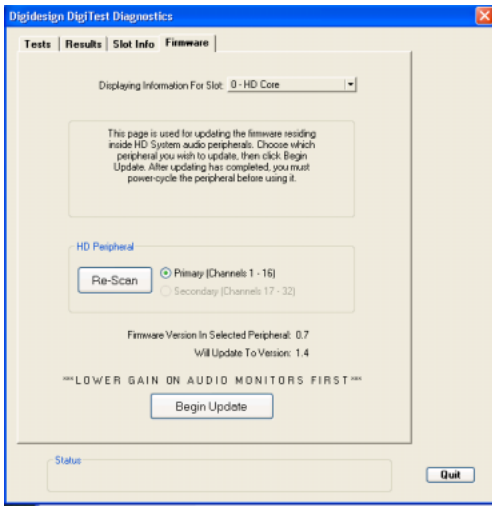 Digidesign DigiTest Diagnostics
Tests Results Slot Info Firmware
Displaying Information For Slot: 0 - HD Core
This page is used for updating the firmware residing
inside HD System audio peripherals. Choose which
peripheral you wish to update, then click Begin
Update. After updating has completed, you must
power-cycle the peripheral before using it.
HD Peripheral
Re-Scan
Primary (Channels 1 - 16)
Secondary (Channels 17 - 32)
Firmware Version In Selected Peripheral: 0.7
Will Update To Version: 1.4
***LOWER GAIN ON AUDIO MONITORS FIRST***
Begin Update
Status
Quit